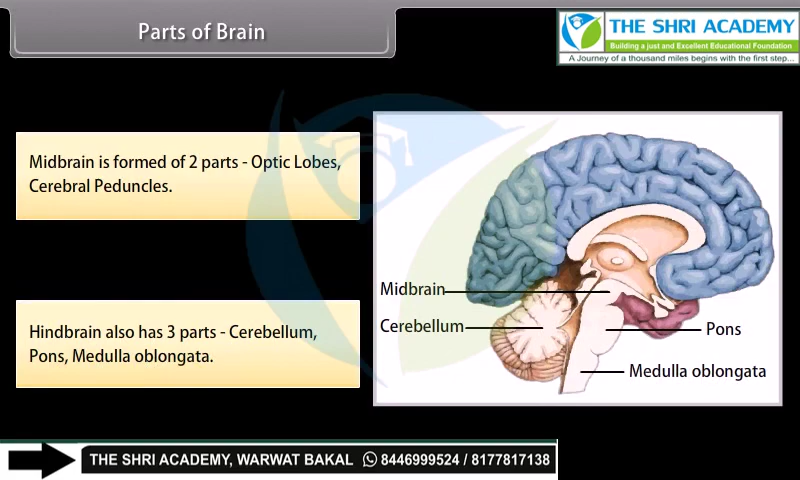 Parts of Brain
THE SHRI ACADEMY
Building a just and Excellent Educational Foundation
A Journey of a thousand miles begins with the first step...
Midbrain is formed of 2 parts - Optic Lobes,
Cerebral Peduncles.
Hindbrain also has 3 parts - Cerebellum,
Pons, Medulla oblongata.
Midbrain
Cerebellum
Pons
Medulla oblongata
THE SHRI ACADEMY, WARWAT BAKAL 8446999524 / 8177817138